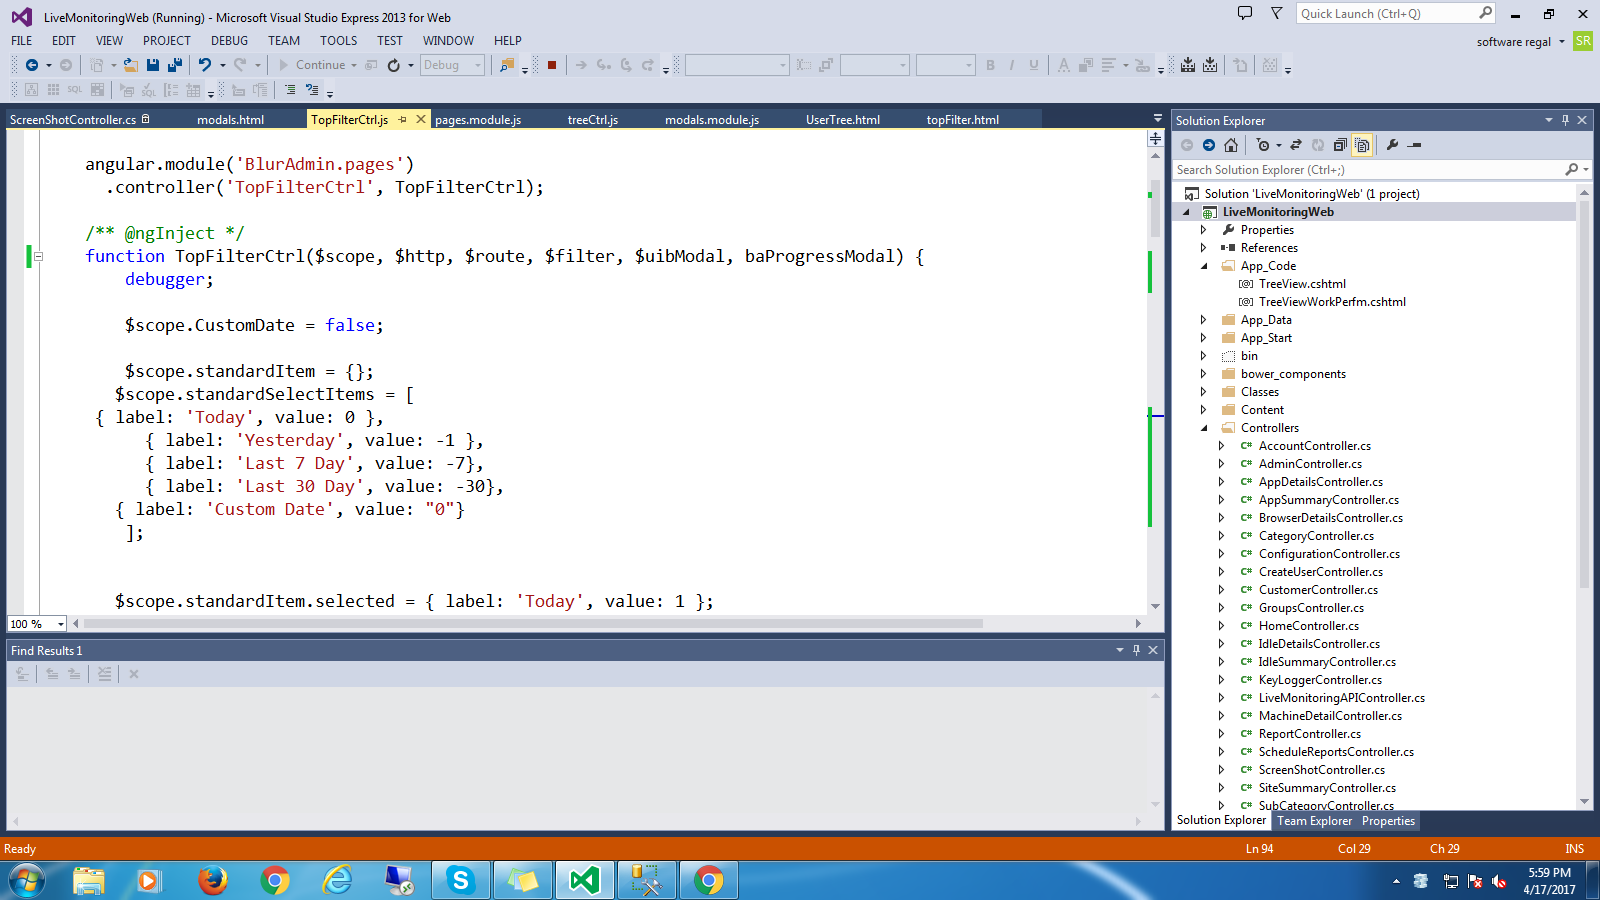 LiveMonitoringWeb (Running) - Microsoft Visual Studio Express 2013 for Web
Quick Launch (Ctrl+Q)
FILE EDIT VIEW PROJECT DEBUG TEAM TOOLS TEST WINDOW HELP
software regal SR
Continue Debug
SQL SQL
ScreenShotController.cs modals.html TopFilterCtrl.js pages.module.js treeCtrl.js modals.module.js UserTree.html topFilter.html
angular.module('BlurAdmin.pages')
.controller('TopFilterCtrl', TopFilterCtrl);
/** @ngInject */
function TopFilterCtrl($scope, $http, $route, $filter, $uibModal, baProgressModal) {
debugger;
$scope.CustomDate = false;
$scope.standardItem = {};
$scope.standardSelectItems = [
{ label: 'Today', value: 0 },
{ label: 'Yesterday', value: -1 },
{ label: 'Last 7 Day', value: -7},
{ label: 'Last 30 Day', value: -30},
{ label: 'Custom Date', value: "0"}
];
$scope.standardItem.selected = { label: 'Today', value: 1 };
100 %
Find Results 1
Solution Explorer
Search Solution Explorer (Ctrl+;)
Solution 'LiveMonitoringWeb' (1 project)
LiveMonitoringWeb
Properties
References
App_Code
TreeView.cshtml
TreeViewWorkPerfm.cshtml
App_Data
App_Start
bin
bower_components
Classes
Content
Controllers
C# AccountController.cs
C# AdminController.cs
C# AppDetailsController.cs
C# AppSummaryController.cs
C# BrowserDetailsController.cs
C# CategoryController.cs
C# ConfigurationController.cs
C# CreateUserController.cs
C# CustomerController.cs
C# GroupsController.cs
C# HomeController.cs
C# IdleDetailsController.cs
C# IdleSummaryController.cs
C# KeyLoggerController.cs
C# LiveMonitoringAPIController.cs
C# MachineDetailController.cs
C# ReportController.cs
C# ScheduleReportsController.cs
C# ScreenShotController.cs
C# SiteSummaryController.cs
C# SubCategoryController.cs
Solution Explorer Team Explorer Properties
Ready Ln 94 Col 29 Ch 29 INS
5:59 PM
4/17/2017